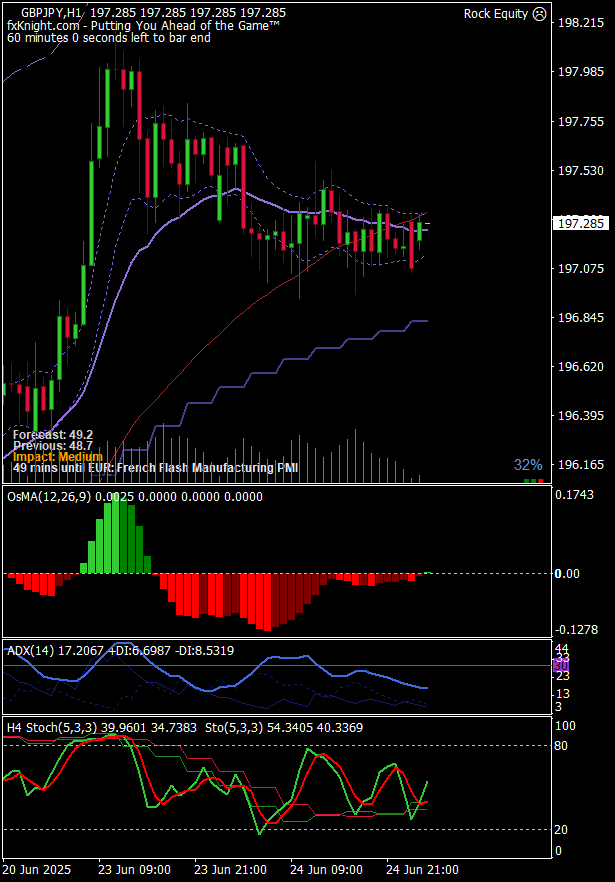 GBPJPY,H1 197.285 197.285 197.285 197.285
Rock Equity
fxKnight.com - Putting You Ahead of the Game™
60 minutes 0 seconds left to bar end
198.215
197.985
197.755
197.530
197.285
197.075
196.845
196.620
196.395
196.165
Forecast: 49.2
Previous: 48.7
Impact: Medium
49 mins until EUR: French Flash Manufacturing PMI
32%
OsMA(12,26,9) 0.0025 0.0000 0.0000 0.0000
0.1743
0.00
-0.1278
ADX(14) 17.2067 +DI:6.6987 -DI:8.5319
44
33
30
23
13
3
H4 Stoch(5,3,3) 39.9601 34.7383 Sto(5,3,3) 54.3405 40.3369
100
80
20
0
20 Jun 2025
23 Jun 09:00
23 Jun 21:00
24 Jun 09:00
24 Jun 21:00